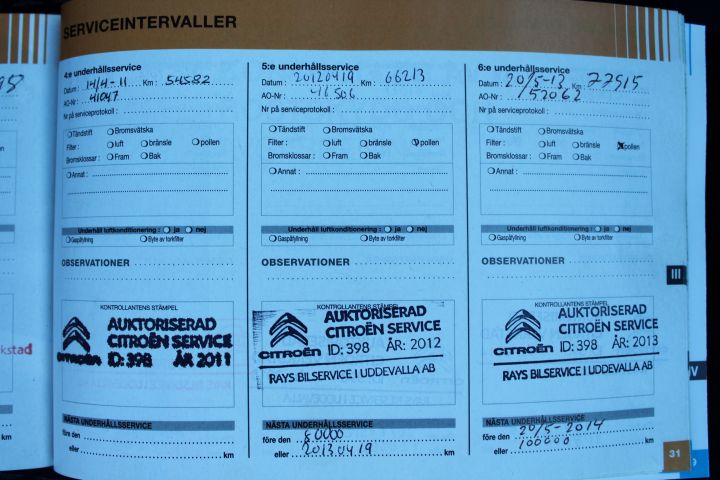 SERVICEINTERVALLER
4:e underhållsservice
Datum : 14/4-11 Km : 54582
AO-Nr : 41047
Nr på serviceprotokoll :
Tändstift Bromsvätska
Filter : luft bränsle pollen
Bromsklossar : Fram Bak
Annat :
Underhåll luftkonditionering : ja nej
Gaspåfyllning Byte av torkfilter
OBSERVATIONER
KONTROLLANTENS STÄMPEL
AUKTORISERAD
CITROËN SERVICE
CITROËN ID: 398 ÅR 2011
NÄSTA UNDERHÅLLSSERVICE
före den
eller km
5:e underhållsservice
Datum : 20120419 Km : 66213
AO-Nr : 46506
Nr på serviceprotokoll :
Tändstift Bromsvätska
Filter : luft bränsle pollen
Bromsklossar : Fram Bak
Annat :
Underhåll luftkonditionering : ja nej
Gaspåfyllning Byte av torkfilter
OBSERVATIONER
KONTROLLANTENS STÄMPEL
AUKTORISERAD
CITROËN SERVICE
CITROËN ID: 398 ÅR: 2012
RAYS BILSERVICE I UDDEVALLA AB
NÄSTA UNDERHÅLLSSERVICE
före den 80000
eller 20130419 km
6:e underhållsservice
Datum : 20/5-13 Km : 77515
AO-Nr : 52062
Nr på serviceprotokoll :
Tändstift Bromsvätska
Filter : luft bränsle pollen
Bromsklossar : Fram Bak
Annat :
Underhåll luftkonditionering : ja nej
Gaspåfyllning Byte av torkfilter
OBSERVATIONER
KONTROLLANTENS STÄMPEL
AUKTORISERAD
CITROËN SERVICE
CITROËN ID: 398 ÅR: 2013
RAYS BILSERVICE I UDDEVALLA AB
NÄSTA UNDERHÅLLSSERVICE
före den 20/5-2014
eller 100000 km
III
31